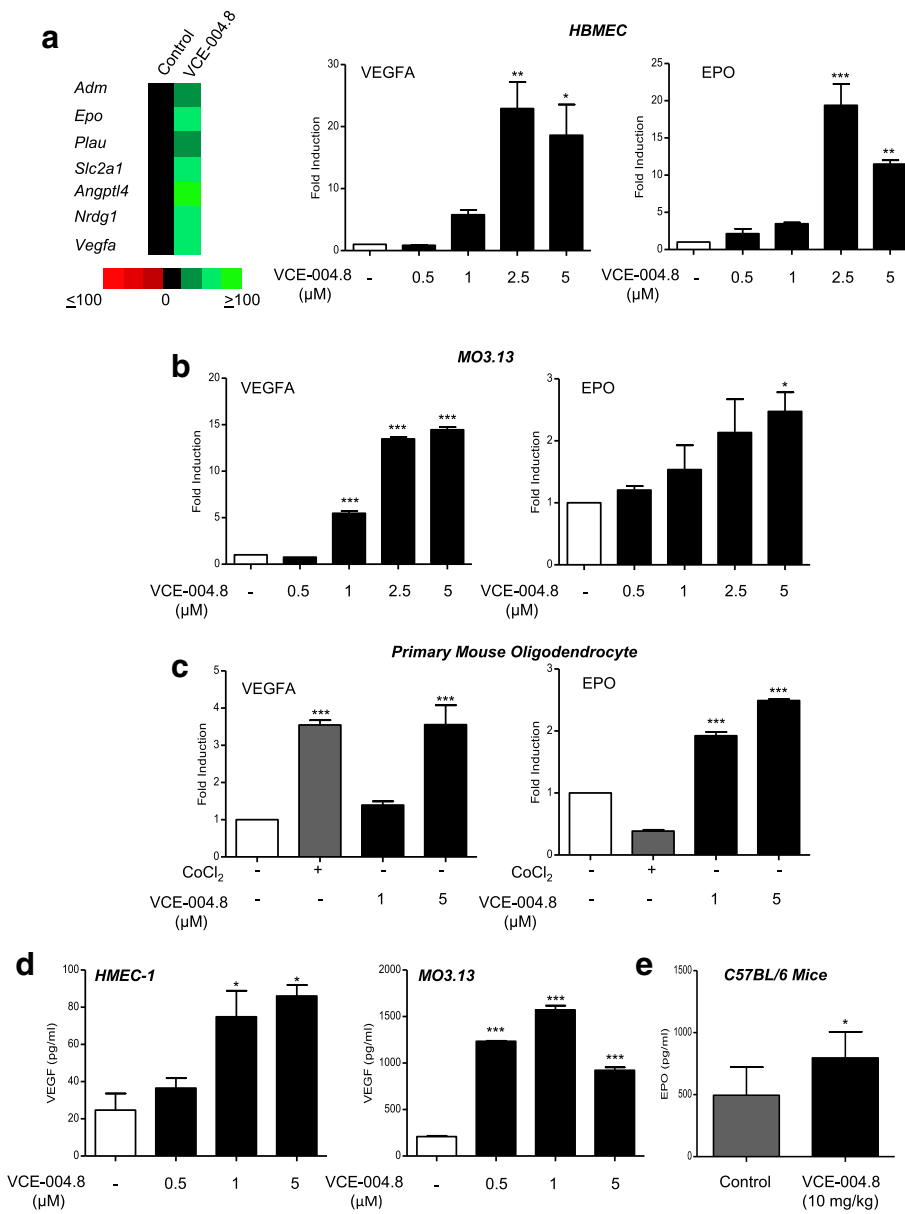 a
Control
VCE-004.8
Adm
Epo
Plau
Slc2a1
Angptl4
Nrdg1
Vegfa
≤100 0 ≥100
HBMEC
VEGFA
Fold Induction
30
20
10
0
**
*
VCE-004.8 - 0.5 1 2.5 5
(µM)
EPO
Fold Induction
25
20
15
10
5
0
***
**
VCE-004.8 - 0.5 1 2.5 5
(µM)
b
MO3.13
VEGFA
Fold Induction
20
15
10
5
0
***
***
***
VCE-004.8 - 0.5 1 2.5 5
(µM)
EPO
Fold Induction
3
2
1
0
*
VCE-004.8 - 0.5 1 2.5 5
(µM)
c
Primary Mouse Oligodendrocyte
VEGFA
Fold Induction
5
4
3
2
1
0
***
***
CoCl2 - + - -
VCE-004.8 - - 1 5
(µM)
EPO
Fold Induction
3
2
1
0
***
***
CoCl2 - + - -
VCE-004.8 - - 1 5
(µM)
d
HMEC-1
VEGF (pg/ml)
100
80
60
40
20
0
*
*
VCE-004.8 - 0.5 1 5
(µM)
MO3.13
VEGF (pg/ml)
2000
1500
1000
500
0
***
***
***
VCE-004.8 - 0.5 1 5
(µM)
e
C57BL/6 Mice
EPO (pg/ml)
1500
1000
500
0
*
Control VCE-004.8
(10 mg/kg)